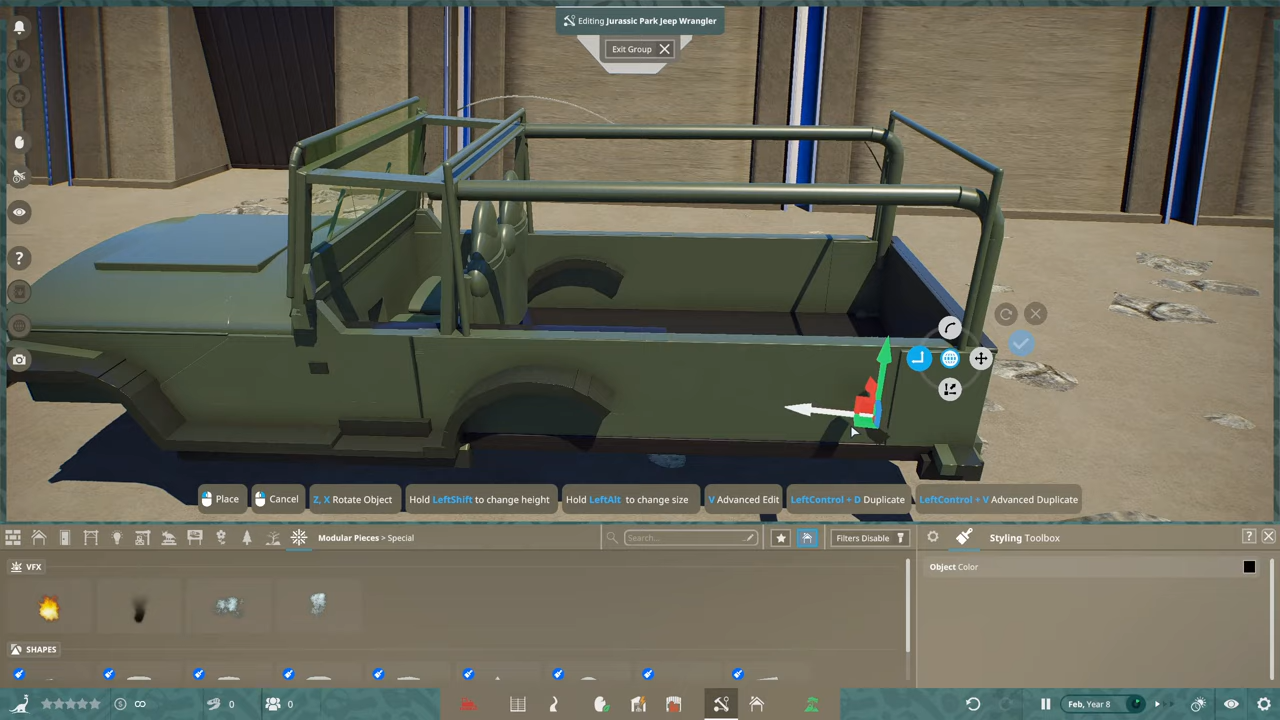 Editing Jurassic Park Jeep Wrangler
Exit Group
Place
Cancel
Z, X Rotate Object
Hold LeftShift to change height
Hold LeftAlt to change size
V Advanced Edit
LeftControl + D Duplicate
LeftControl + V Advanced Duplicate
Modular Pieces > Special
Search...
Filters Disable
Styling Toolbox
?
VFX
Object Color
SHAPES
∞
0
0
Feb, Year 8